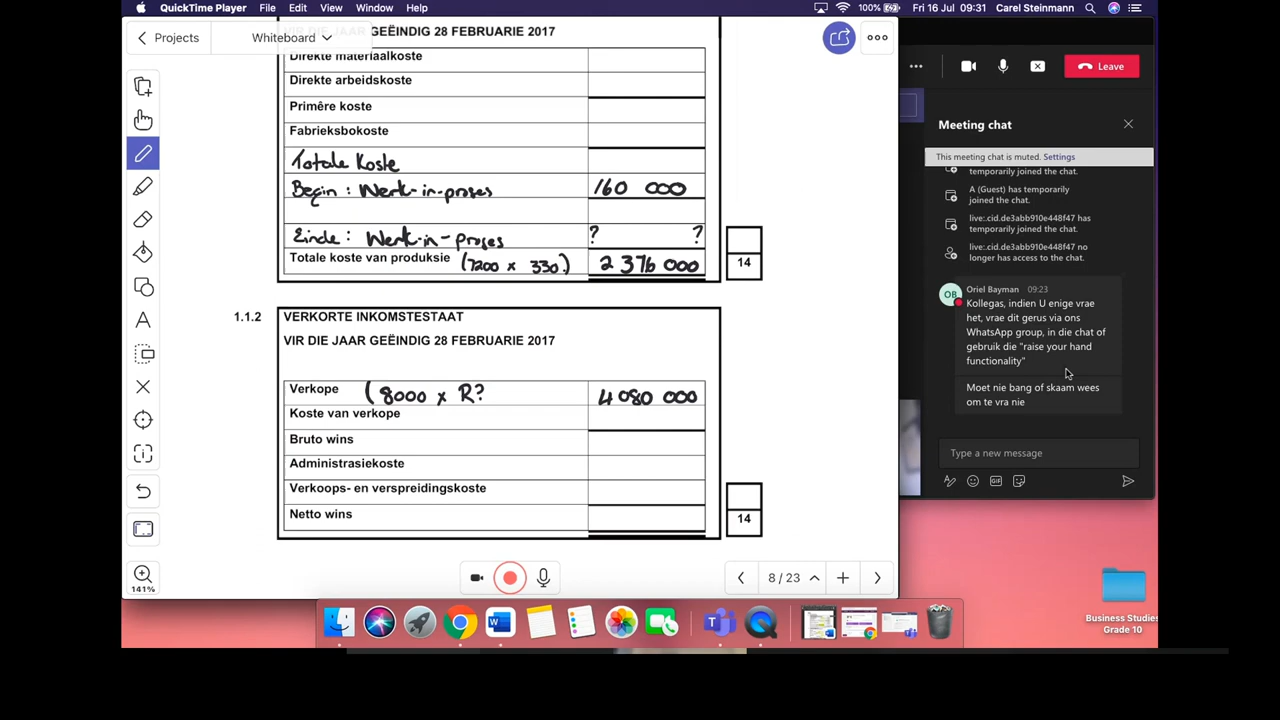 QuickTime Player File Edit View Window Help 100% Fri 16 Jul 09:31 Carel Steinmann
Projects Whiteboard
VIR DIE JAAR GEËINDIG 28 FEBRUARIE 2017
Direkte materiaalkoste
Direkte arbeidskoste
Primêre koste
Fabrieksbokoste
Totale Koste
Begin : Werk-in-proses 160 000
Einde : Werk-in-proses ? ?
Totale koste van produksie (7200 x 330.) 2 376 000
14
1.1.2 VERKORTE INKOMSTESTAAT
VIR DIE JAAR GEËINDIG 28 FEBRUARIE 2017
Verkope (8000 x R? 4 080 000
Koste van verkope
Bruto wins
Administrasiekoste
Verkoops- en verspreidingskoste
Netto wins
14
141%
8 / 23
Leave
Meeting chat
This meeting chat is muted. Settings
temporarily joined the chat.
A (Guest) has temporarily
joined the chat.
live:.cid.de3abb910e448f47 has
temporarily joined the chat.
live:.cid.de3abb910e448f47 no
longer has access to the chat.
OB Oriel Bayman 09:23
Kollegas, indien U enige vrae
het, vrae dit gerus via ons
WhatsApp group, in die chat of
gebruik die "raise your hand
functionality"
Moet nie bang of skaam wees
om te vra nie
Type a new message
GIF
Business Studies
Grade 10